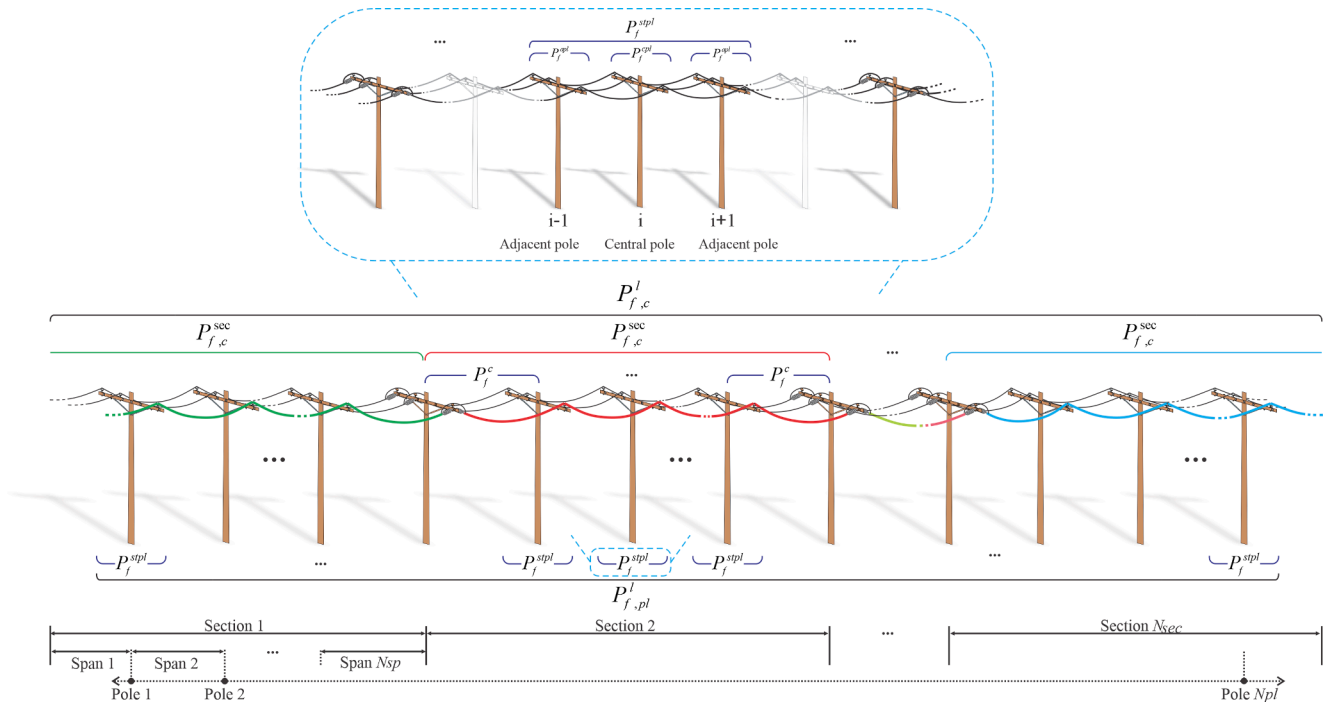 P_f^{stpl}
... ...
P_f^{apl} P_f^{cpl} P_f^{apl}
i-1 i i+1
Adjacent pole Central pole Adjacent pole
P_{f,c}^{l}
P_{f,c}^{sec} P_{f,c}^{sec} P_{f,c}^{sec}
...
P_f^{c} ... P_f^{c}
... ... ...
P_f^{stpl} ... P_f^{stpl} P_f^{stpl} P_f^{stpl} ... P_f^{stpl}
P_{f,pl}^{l}
Section 1 Section 2 ... Section N_{sec}
Span 1 Span 2 ... Span Nsp
Pole 1 Pole 2 Pole Npl